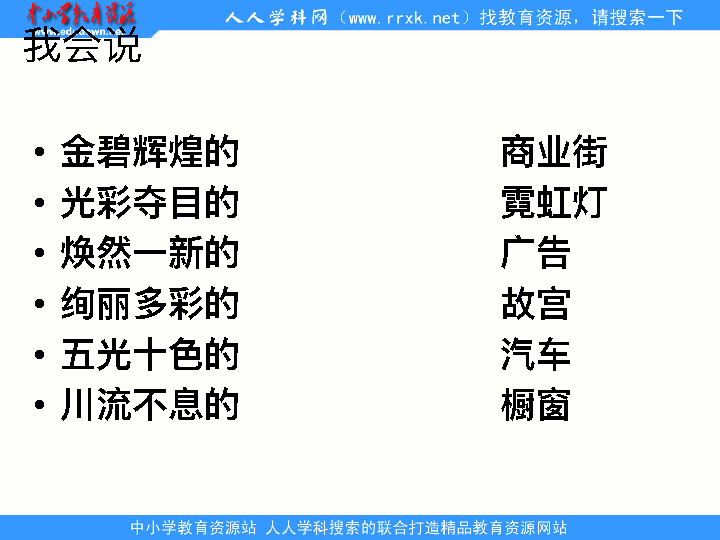 中小学教育资源
www.edudown.net
人人学科网（www.rrxk.net）找教育资源，请搜索一下
我会说
• 金碧辉煌的 商业街
• 光彩夺目的 霓虹灯
• 焕然一新的 广告
• 绚丽多彩的 故宫
• 五光十色的 汽车
• 川流不息的 橱窗
中小学教育资源站 人人学科搜索的联合打造精品教育资源网站